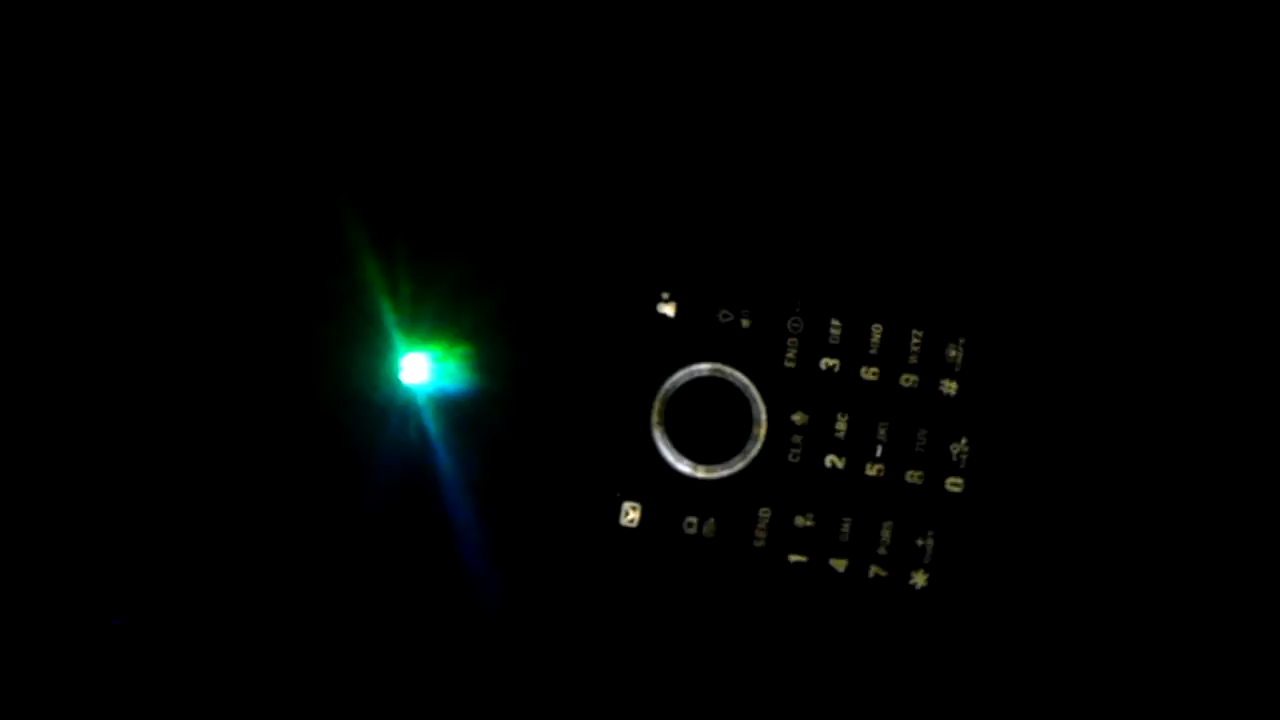 SEND CLR END
1 2 ABC 3 DEF
4 GHI 5 JKL 6 MNO
7 PQRS 8 TUV 9 WXYZ
* + 0 #